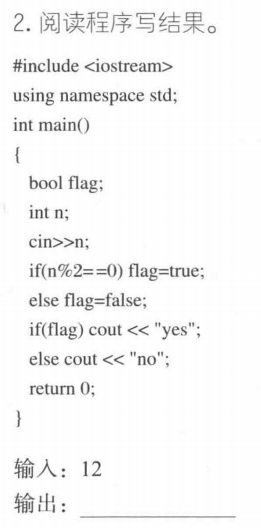 2. 阅读程序写结果。
#include <iostream>
using namespace std;
int main()
{
bool flag;
int n;
cin>>n;
if(n%2==0) flag=true;
else flag=false;
if(flag) cout << "yes";
else cout << "no";
return 0;
}
输入：12
输出：____________